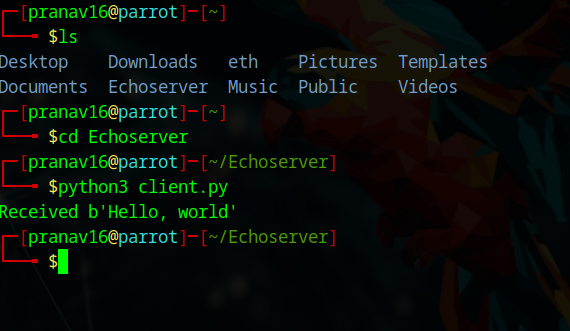 ┌─[pranav16@parrot]─[~]
└──╼ $ls
Desktop    Downloads   eth    Pictures  Templates
Documents  Echoserver  Music  Public    Videos
┌─[pranav16@parrot]─[~]
└──╼ $cd Echoserver
┌─[pranav16@parrot]─[~/Echoserver]
└──╼ $python3 client.py
Received b'Hello, world'
┌─[pranav16@parrot]─[~/Echoserver]
└──╼ $